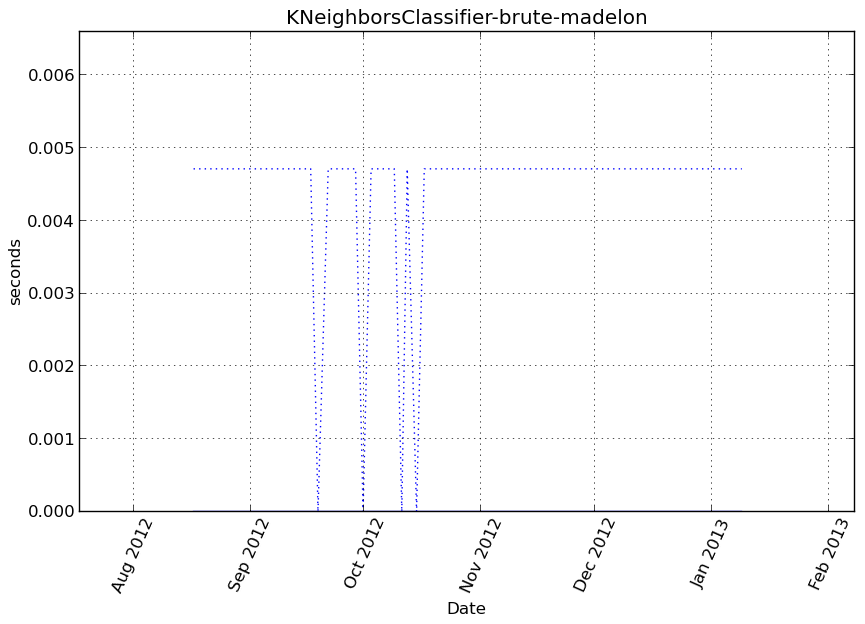 KNeighborsClassifier-brute-madelon
0.006
0.005
0.004
0.003
0.002
0.001
0.000
seconds
Aug 2012
Sep 2012
Oct 2012
Nov 2012
Dec 2012
Jan 2013
Feb 2013
Date